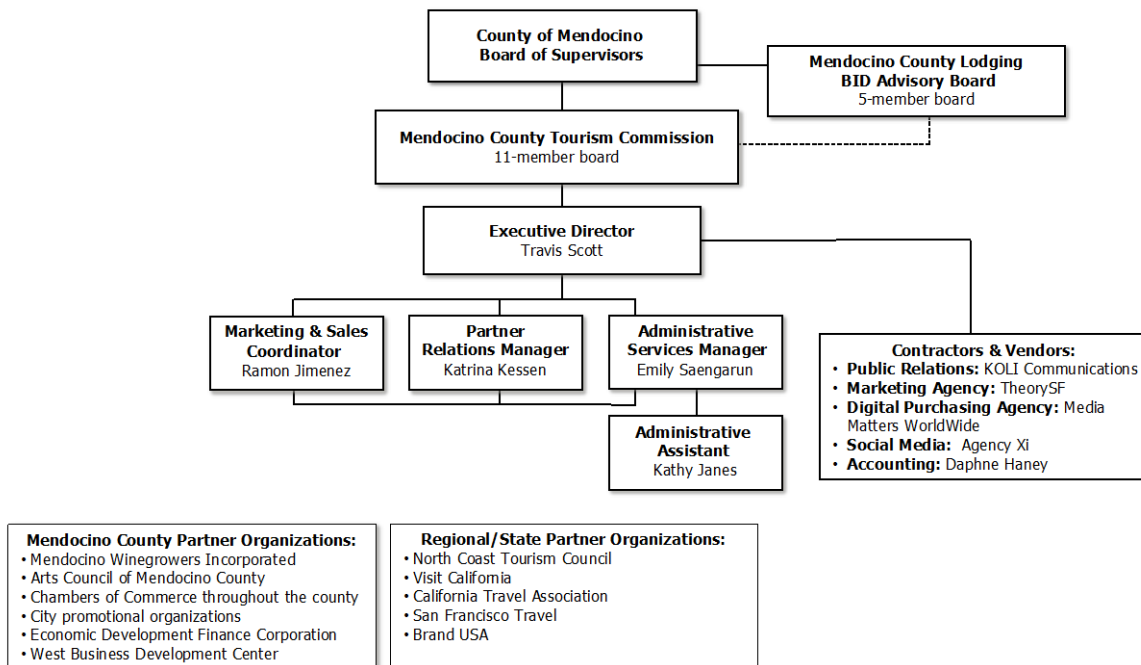 County of Mendocino
Board of Supervisors
Mendocino County Lodging
BID Advisory Board
5-member board
Mendocino County Tourism Commission
11-member board
Executive Director
Travis Scott
Marketing & Sales
Coordinator
Ramon Jimenez
Partner
Relations Manager
Katrina Kessen
Administrative
Services Manager
Emily Saengarun
Administrative
Assistant
Kathy Janes
Contractors & Vendors:
• Public Relations: KOLI Communications
• Marketing Agency: TheorySF
• Digital Purchasing Agency: Media
Matters WorldWide
• Social Media: Agency Xi
• Accounting: Daphne Haney
Mendocino County Partner Organizations:
• Mendocino Winegrowers Incorporated
• Arts Council of Mendocino County
• Chambers of Commerce throughout the county
• City promotional organizations
• Economic Development Finance Corporation
• West Business Development Center
Regional/State Partner Organizations:
• North Coast Tourism Council
• Visit California
• California Travel Association
• San Francisco Travel
• Brand USA